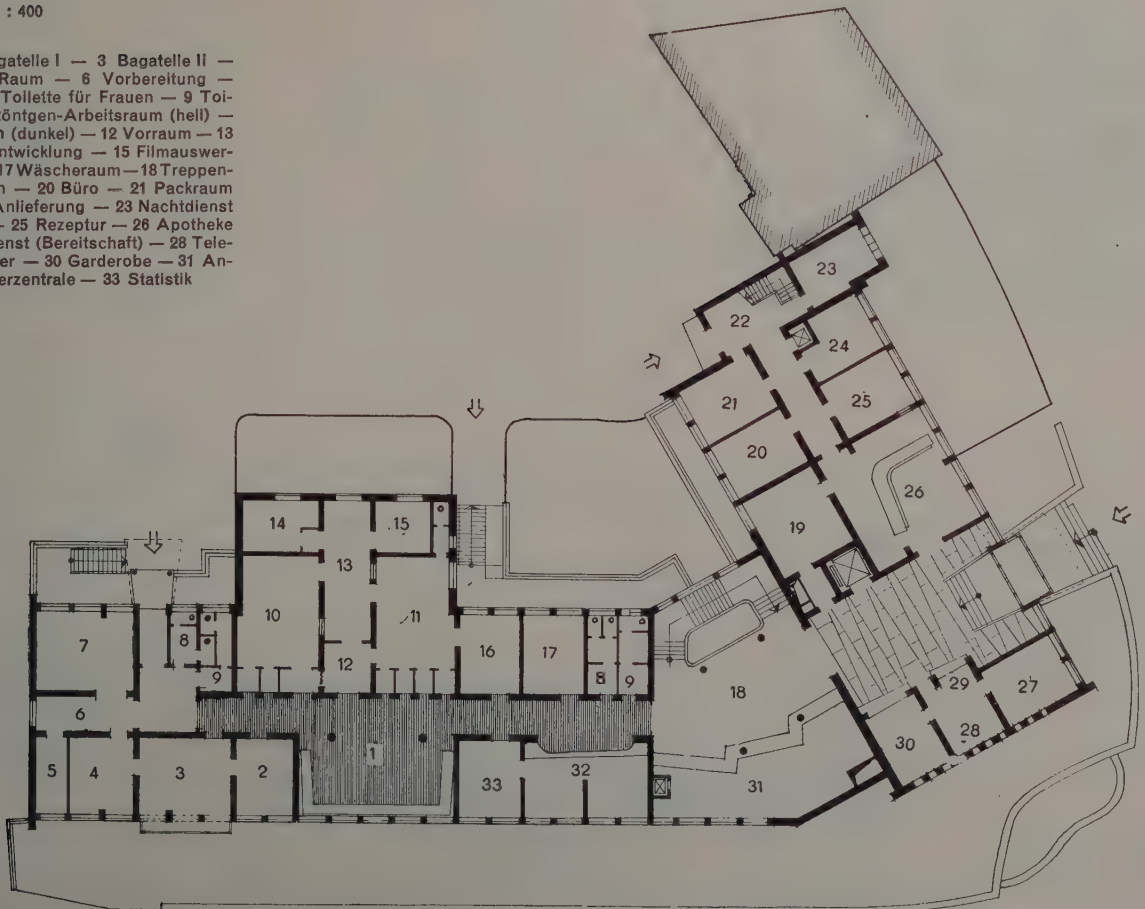 : 400
gatelle I — 3 Bagatelle II —
Raum — 6 Vorbereitung —
Toilette für Frauen — 9 Toi-
töntgen-Arbeitsraum (hell) —
n (dunkel) — 12 Vorraum — 13
ntwicklung — 15 Filmauswer-
17 Wäscheraum — 18 Treppen-
n — 20 Büro — 21 Packraum
Anlieferung — 23 Nachtdienst
— 25 Rezeptur — 26 Apotheke
enst (Bereitschaft) — 28 Tele-
er — 30 Garderobe — 31 An-
erzentrale — 33 Statistik
23
22
24
21
25
20
26
19
14
15
13
10
11
7
8
9
12
16
17
8
9
18
29
27
6
30
28
5
4
3
2
1
33
32
31